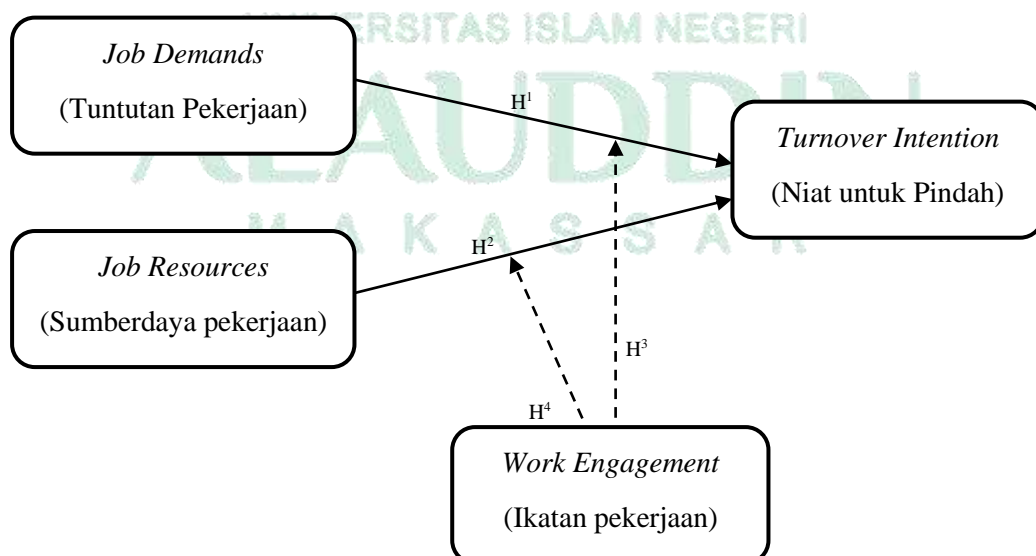 UNIVERSITAS ISLAM NEGERI
ALAUDDIN
MAKASSAR
Job Demands
(Tuntutan Pekerjaan)
H¹
Turnover Intention
(Niat untuk Pindah)
Job Resources
(Sumberdaya pekerjaan)
H²
H³
H⁴
Work Engagement
(Ikatan pekerjaan)